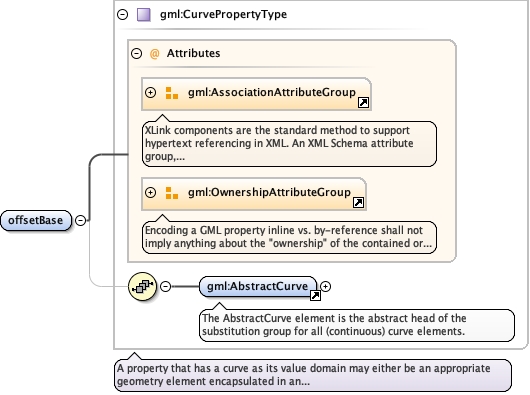 gml:CurvePropertyType
@ Attributes
gml:AssociationAttributeGroup
XLink components are the standard method to support
hypertext referencing in XML. An XML Schema attribute
group,...
gml:OwnershipAttributeGroup
Encoding a GML property inline vs. by-reference shall not
imply anything about the "ownership" of the contained or...
offsetBase
gml:AbstractCurve
The AbstractCurve element is the abstract head of the
substitution group for all (continuous) curve elements.
A property that has a curve as its value domain may either be an appropriate
geometry element encapsulated in an...